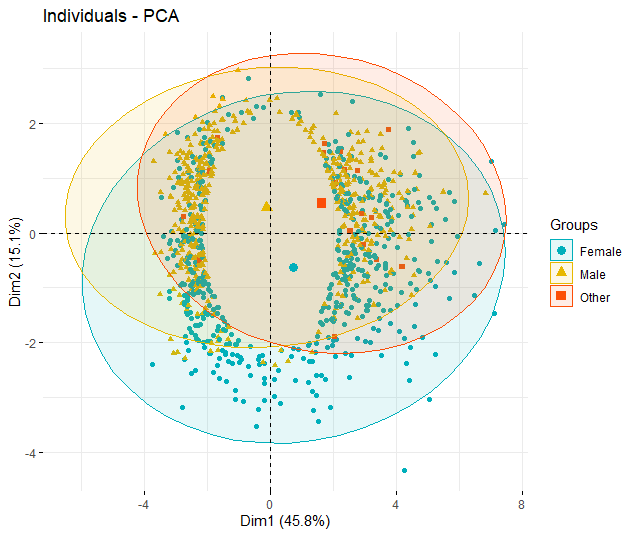 Individuals - PCA
Dim2 (15.1%)
2
0
-2
-4
-4
0
4
8
Dim1 (45.8%)
Groups
Female
Male
Other